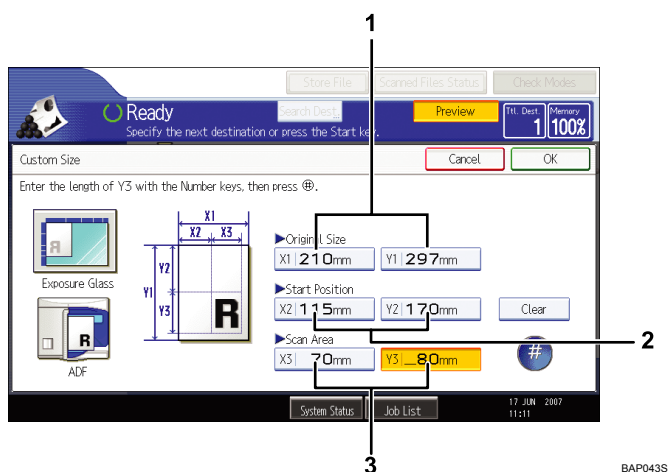 1
Store File Scanned Files Status Check Modes
Ready Search Dest. Preview Ttl. Dest. Memory
Specify the next destination or press the Start key. 1 100%
Custom Size Cancel OK
Enter the length of Y3 with the Number keys, then press ⊕.
X1
X2 X3
Y1 Y2 Y3
R
R
R
Exposure Glass
ADF
▶Original Size
X1 210mm Y1 297mm
▶Start Position
X2 115mm Y2 170mm Clear
2
▶Scan Area
X3 70mm Y3 _80mm #
System Status Job List 17 JUN 2007
11:11
3
BAP043S